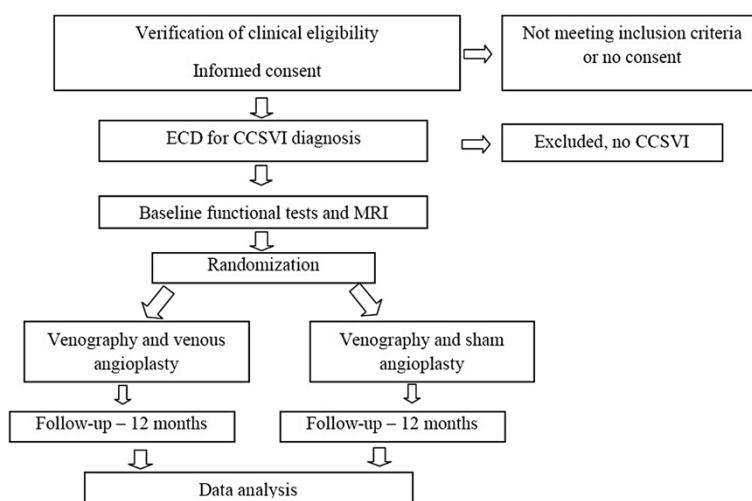 Verification of clinical eligibility
Informed consent
Not meeting inclusion criteria
or no consent
ECD for CCSVI diagnosis
Excluded, no CCSVI
Baseline functional tests and MRI
Randomization
Venography and venous
angioplasty
Venography and sham
angioplasty
Follow-up – 12 months
Follow-up – 12 months
Data analysis